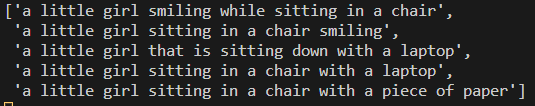 ['a little girl smiling while sitting in a chair',
'a little girl sitting in a chair smiling',
'a little girl that is sitting down with a laptop',
'a little girl sitting in a chair with a laptop',
'a little girl sitting in a chair with a piece of paper']